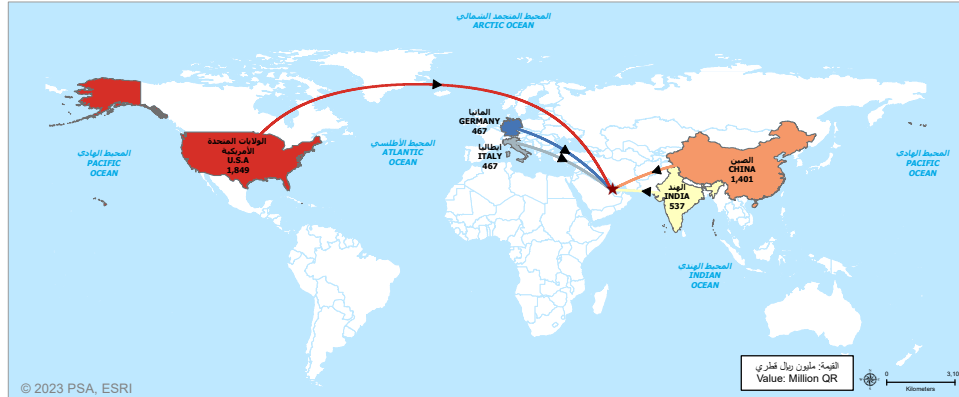 المحيط المتجمد الشمالي
ARCTIC OCEAN
المانيا
GERMANY
467
الولايات المتحدة
الأمريكية
U.S.A
1,849
المحيط الأطلسي
ATLANTIC
OCEAN
ايطاليا
ITALY
467
المحيط الهادي
PACIFIC
OCEAN
الصين
CHINA
1,401
المحيط الهادي
PACIFIC
OCEAN
الهند
INDIA
537
المحيط الهندي
INDIAN
OCEAN
القيمة: مليون ريال قطري
Value: Million QR
0 3,10
Kilometers
© 2023 PSA, ESRI